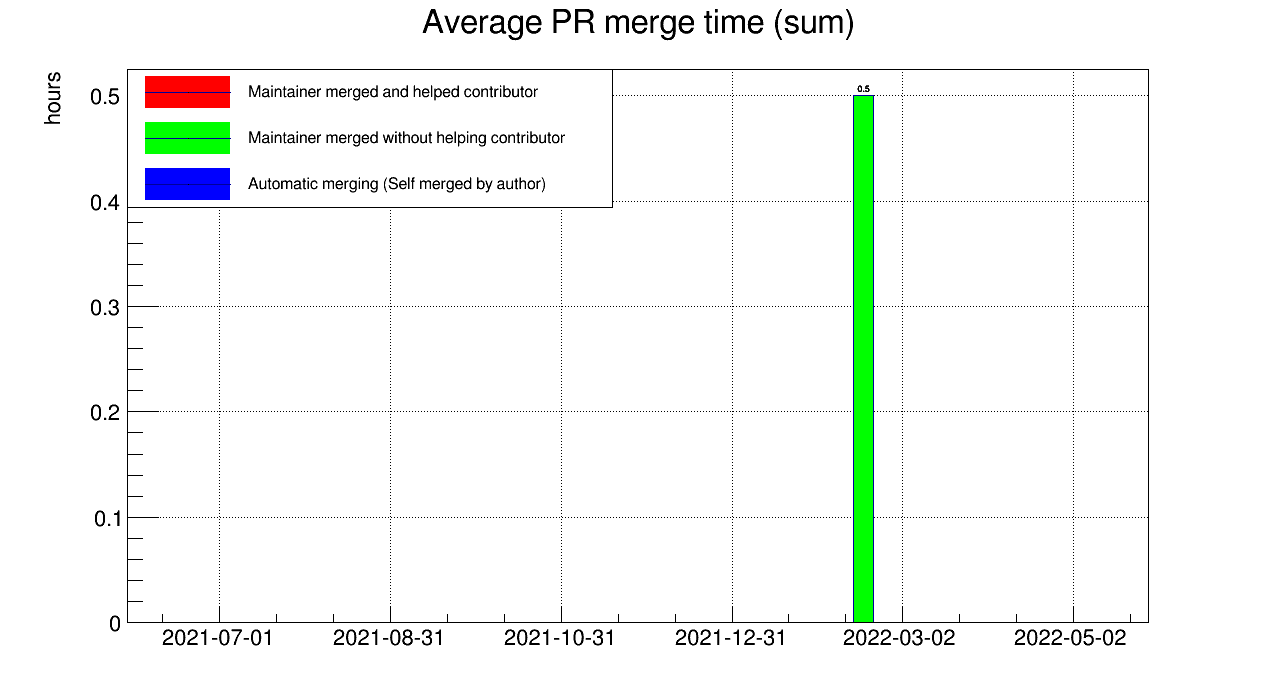 Average PR merge time (sum)
hours
Maintainer merged and helped contributor
Maintainer merged without helping contributor
Automatic merging (Self merged by author)
0.5
0.5
0.4
0.3
0.2
0.1
0
2021-07-01 2021-08-31 2021-10-31 2021-12-31 2022-03-02 2022-05-02